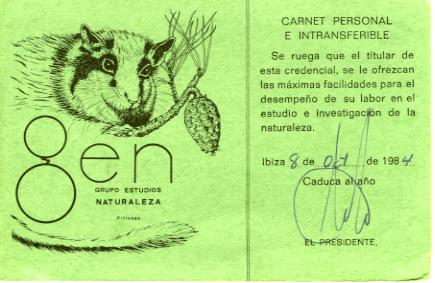 gen
GRUPO ESTUDIOS
NATURALEZA
Pitiuses
CARNET PERSONAL
E INTRANSFERIBLE
Se ruega que el titular de
esta credencial, se le ofrezcan
las máximas facilidades para el
desempeño de su labor en el
estudio e investigación de la
naturaleza.
Ibiza 8 de Oct de 1984
Caduca al año
EL PRESIDENTE,